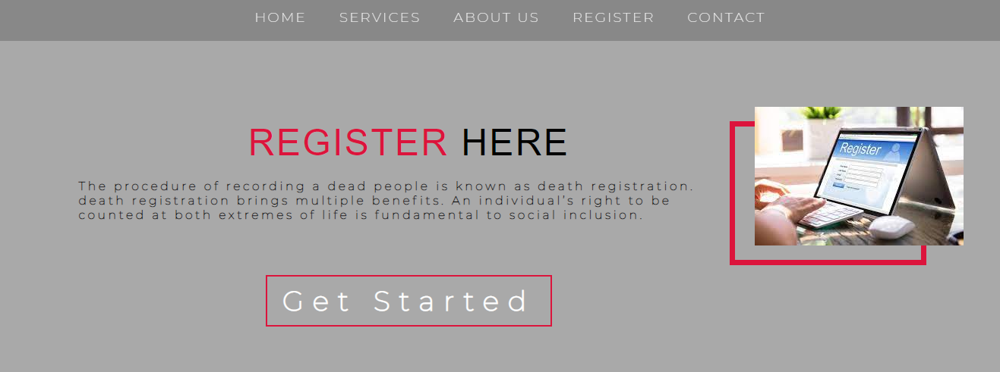 HOME SERVICES ABOUT US REGISTER CONTACT
REGISTER HERE
The procedure of recording a dead people is known as death registration.
death registration brings multiple benefits. An individual's right to be
counted at both extremes of life is fundamental to social inclusion.
Register
Get Started